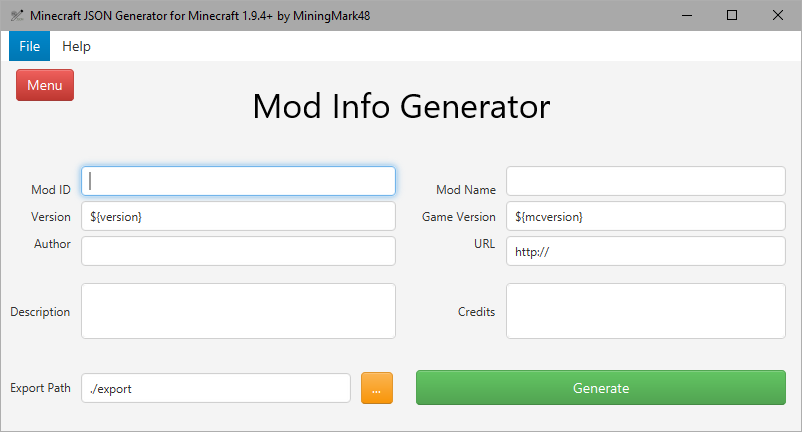 Minecraft JSON Generator for Minecraft 1.9.4+ by MiningMark48
File Help
Menu
Mod Info Generator
Mod ID
Mod Name
Version ${version}
Game Version ${mcversion}
Author
URL http://
Description
Credits
Export Path ./export ...
Generate